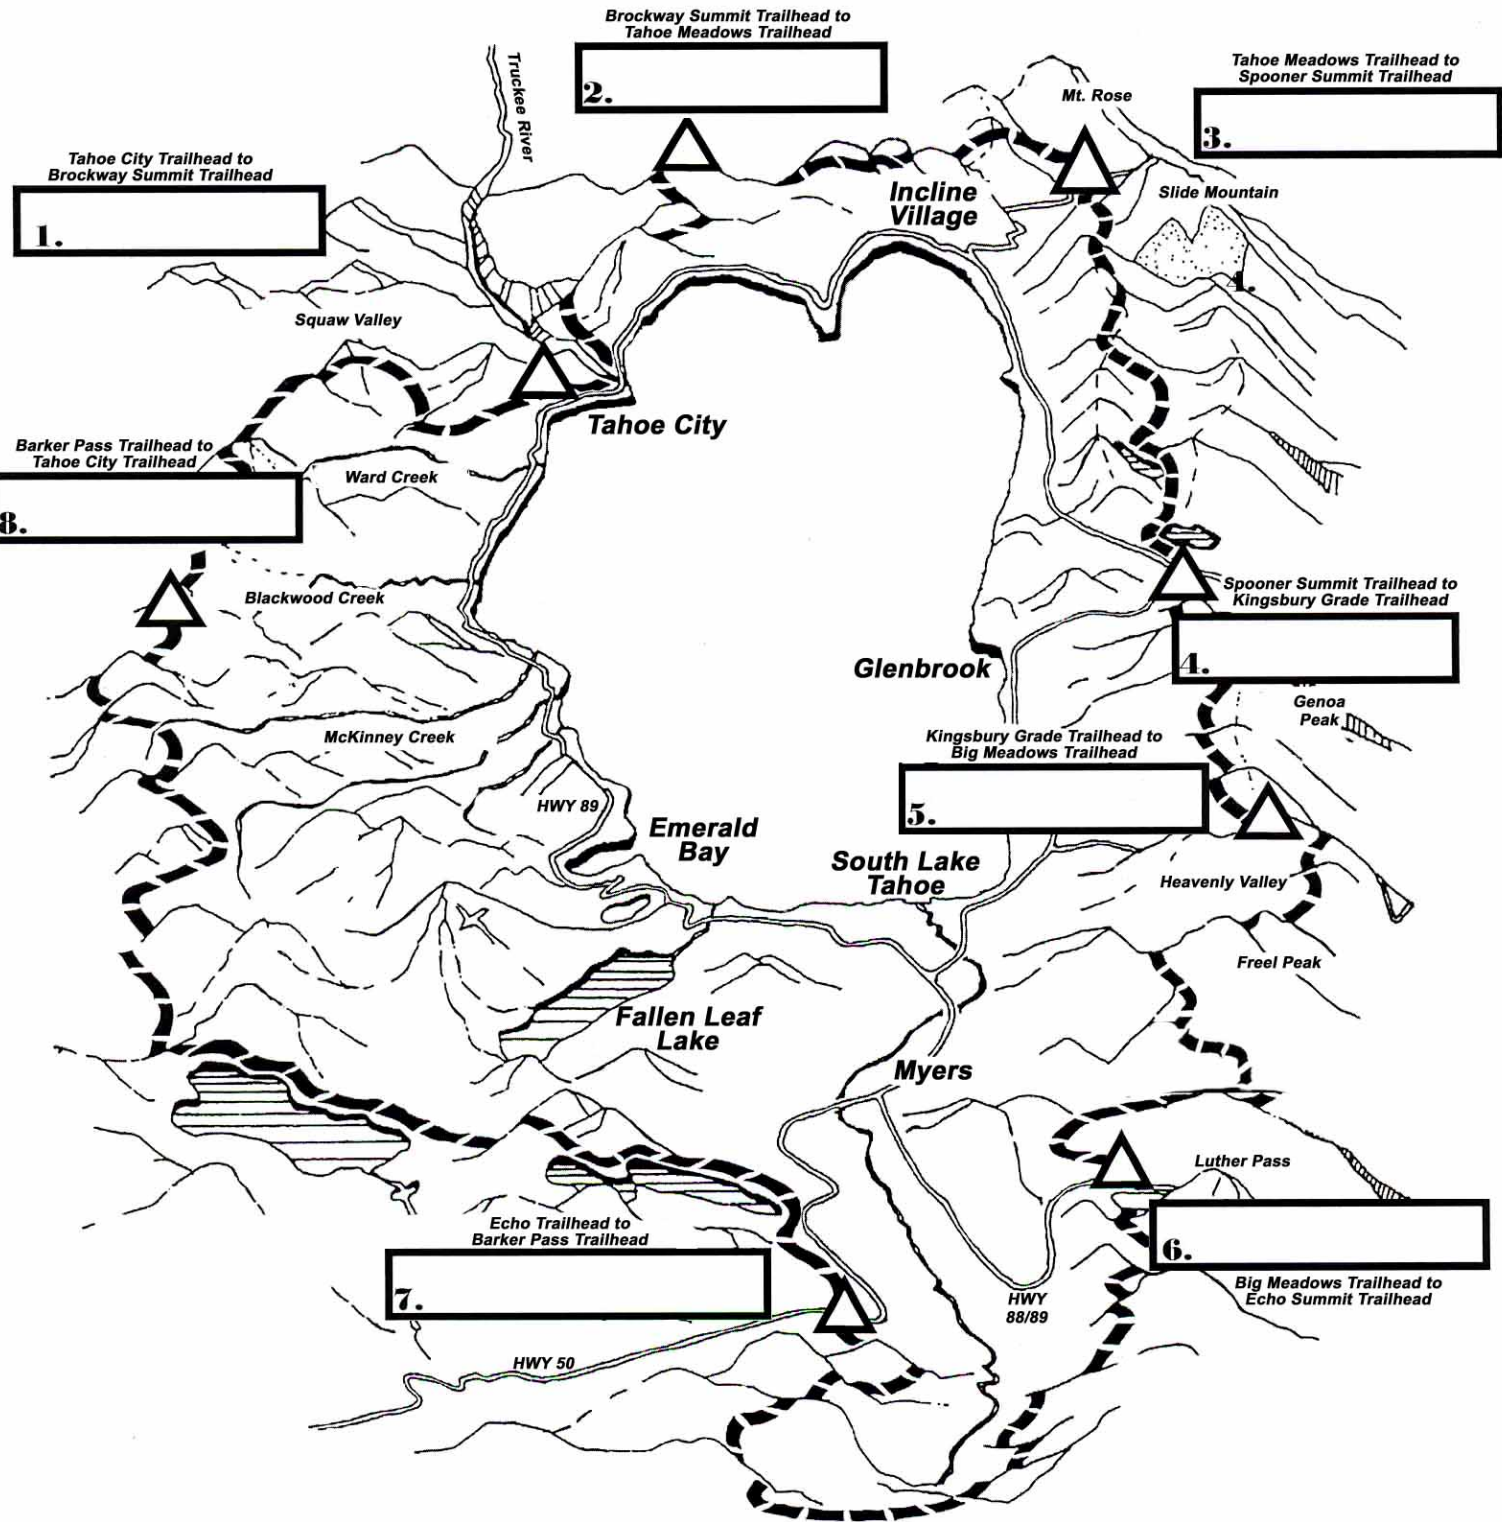 Brockway Summit Trailhead to
Tahoe Meadows Trailhead
2.
Tahoe Meadows Trailhead to
Spooner Summit Trailhead
3.
Truckee River
Mt. Rose
Tahoe City Trailhead to
Brockway Summit Trailhead
1.
Incline
Village
Slide Mountain
4.
Squaw Valley
Tahoe City
Barker Pass Trailhead to
Tahoe City Trailhead
8.
Ward Creek
Blackwood Creek
Spooner Summit Trailhead to
Kingsbury Grade Trailhead
4.
Glenbrook
Genoa
Peak
McKinney Creek
Kingsbury Grade Trailhead to
Big Meadows Trailhead
5.
HWY 89
Emerald
Bay
South Lake
Tahoe
Heavenly Valley
Freel Peak
Fallen Leaf
Lake
Myers
Luther Pass
Echo Trailhead to
Barker Pass Trailhead
7.
6.
Big Meadows Trailhead to
Echo Summit Trailhead
HWY
88/89
HWY 50